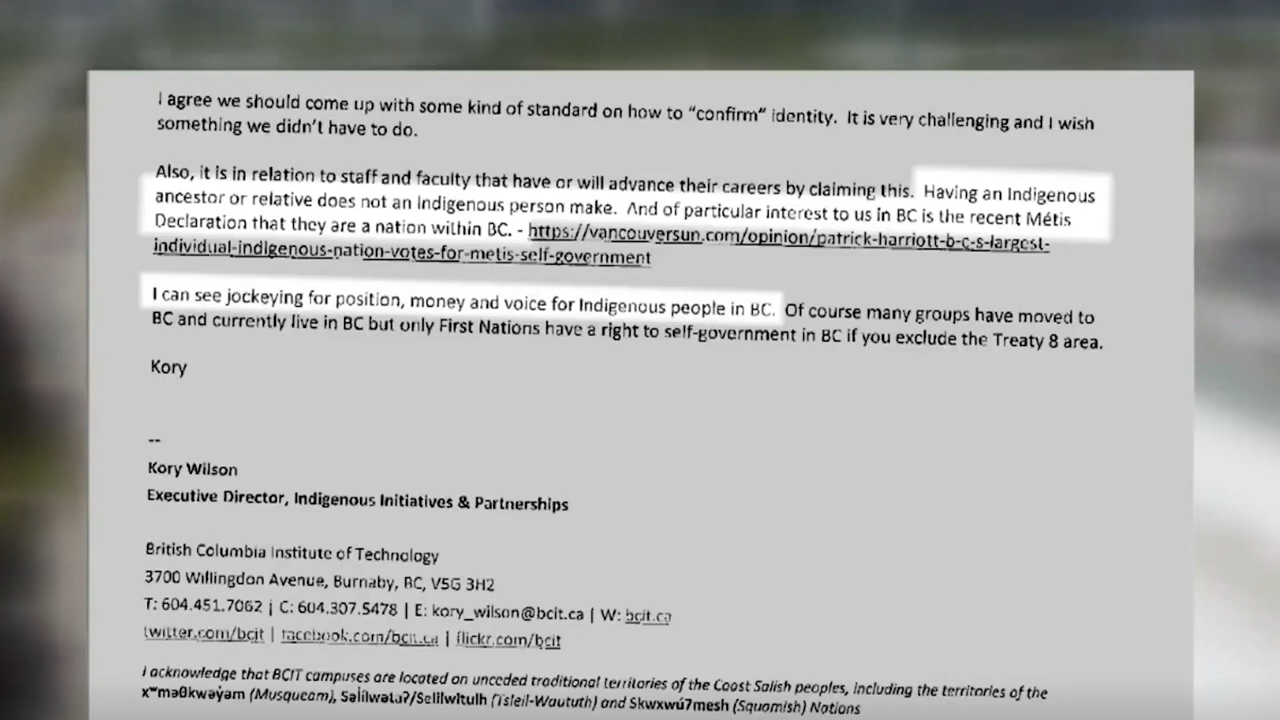 I agree we should come up with some kind of standard on how to “confirm“ identity.  It is very challenging and I wish
something we didn’t have to do.
Also, it is in relation to staff and faculty that have or will advance their careers by claiming this.  Having an Indigenous
ancestor or relative does not an Indigenous person make.  And of particular interest to us in BC is the recent Métis
Declaration that they are a nation within BC. - https://vancouversun.com/opinion/patrick-harriott-b-c-s-largest-
individual-indigenous-nation-votes-for-metis-self-government
I can see jockeying for position, money and voice for Indigenous people in BC.  Of course many groups have moved to
BC and currently live in BC but only First Nations have a right to self-government in BC if you exclude the Treaty 8 area.
Kory
--
Kory Wilson
Executive Director, Indigenous Initiatives & Partnerships
British Columbia Institute of Technology
3700 Willingdon Avenue, Burnaby, BC, V5G 3H2
T: 604.451.7062 | C: 604.307.5478 | E: kory_wilson@bcit.ca | W: bcit.ca
twitter.com/bcit | facebook.com/bcit.ca | flickr.com/bcit
I acknowledge that BCIT campuses are located on unceded traditional territories of the Coast Salish peoples, including the territories of the
xʷməθkwəy̓əm (Musqueam), Səl̓ílwətaʔ/Selilwitulh (Tsleil-Waututh) and Skwxwú7mesh (Squamish) Nations